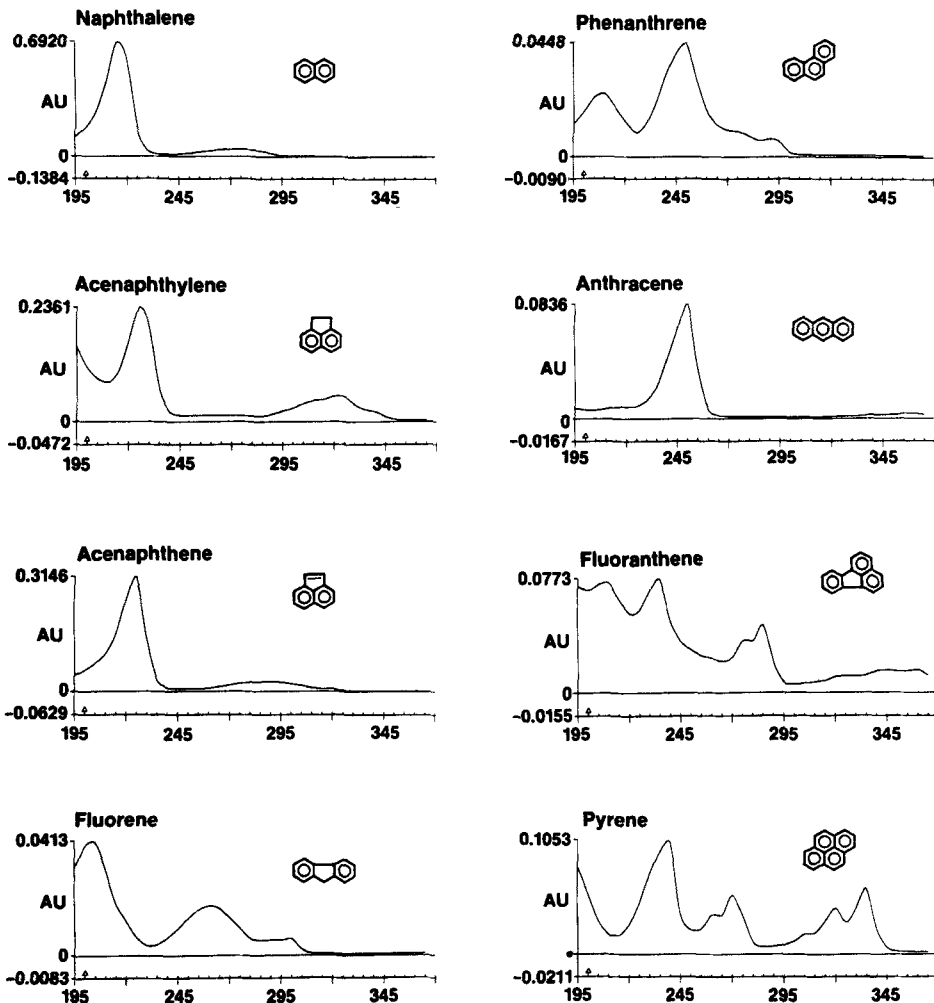 Naphthalene
0.6920
AU
0
−0.1384
195 245 295 345
Phenanthrene
0.0448
AU
0
−0.0090
195 245 295 345
Acenaphthylene
0.2361
AU
0
−0.0472
195 245 295 345
Anthracene
0.0836
AU
0
−0.0167
195 245 295 345
Acenaphthene
0.3146
AU
0
−0.0629
195 245 295 345
Fluoranthene
0.0773
AU
0
−0.0155
195 245 295 345
Fluorene
0.0413
AU
0
−0.0083
195 245 295 345
Pyrene
0.1053
AU
0
−0.0211
195 245 295 345